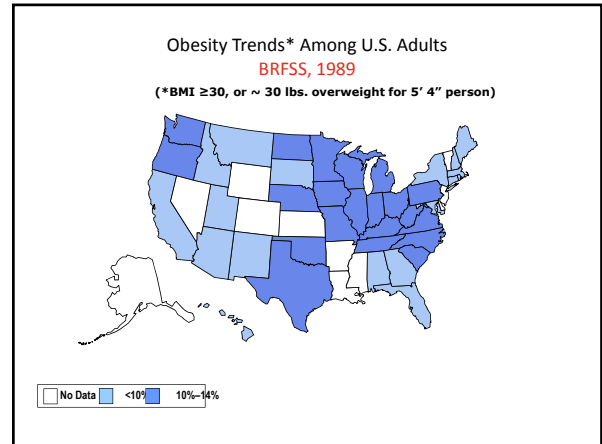 Obesity Trends* Among U.S. Adults
BRFSS, 1989
(*BMI ≥30, or ~ 30 lbs. overweight for 5' 4" person)
No Data <10% 10%–14%